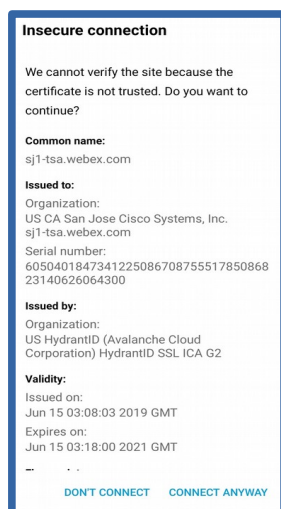 Insecure connection
We cannot verify the site because the
certificate is not trusted. Do you want to
continue?
Common name:
sj1-tsa.webex.com
Issued to:
Organization:
US CA San Jose Cisco Systems, Inc.
sj1-tsa.webex.com
Serial number:
605040184734122508670875551785086​8
23140626064300
Issued by:
Organization:
US HydrantID (Avalanche Cloud
Corporation) HydrantID SSL ICA G2
Validity:
Issued on:
Jun 15 03:08:03 2019 GMT
Expires on:
Jun 15 03:18:00 2021 GMT
DON'T CONNECT CONNECT ANYWAY